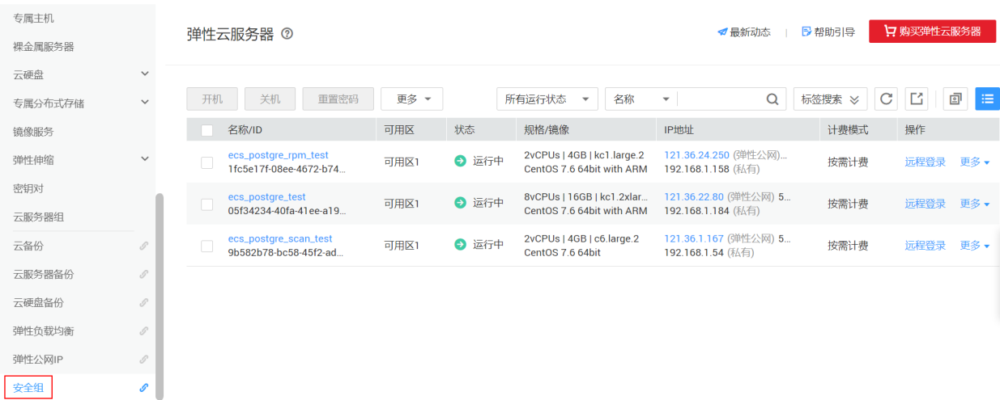 专属主机
裸金属服务器
云硬盘
专属分布式存储
镜像服务
弹性伸缩
密钥对
云服务器组
云备份
云服务器备份
云硬盘备份
弹性负载均衡
弹性公网IP
安全组
弹性云服务器
最新动态 | 帮助引导 购买弹性云服务器
开机 关机 重置密码 更多 所有运行状态 名称 标签搜索
名称/ID 可用区 状态 规格/镜像 IP地址 计费模式 操作
ecs_postgre_rpm_test
1fc5e17f-08ee-4672-b74...
可用区1 运行中
2vCPUs | 4GB | kc1.large.2
CentOS 7.6 64bit with ARM
121.36.24.250 (弹性公网)...
192.168.1.158 (私有)
按需计费 远程登录 更多
ecs_postgre_test
05f34234-40fa-41ee-a19...
可用区1 运行中
8vCPUs | 16GB | kc1.2xlar...
CentOS 7.6 64bit with ARM
121.36.22.80 (弹性公网) 5...
192.168.1.184 (私有)
按需计费 远程登录 更多
ecs_postgre_scan_test
9b582b78-bc58-45f2-ad...
可用区1 运行中
2vCPUs | 4GB | c6.large.2
CentOS 7.6 64bit
121.36.1.167 (弹性公网) 5...
192.168.1.54 (私有)
按需计费 远程登录 更多